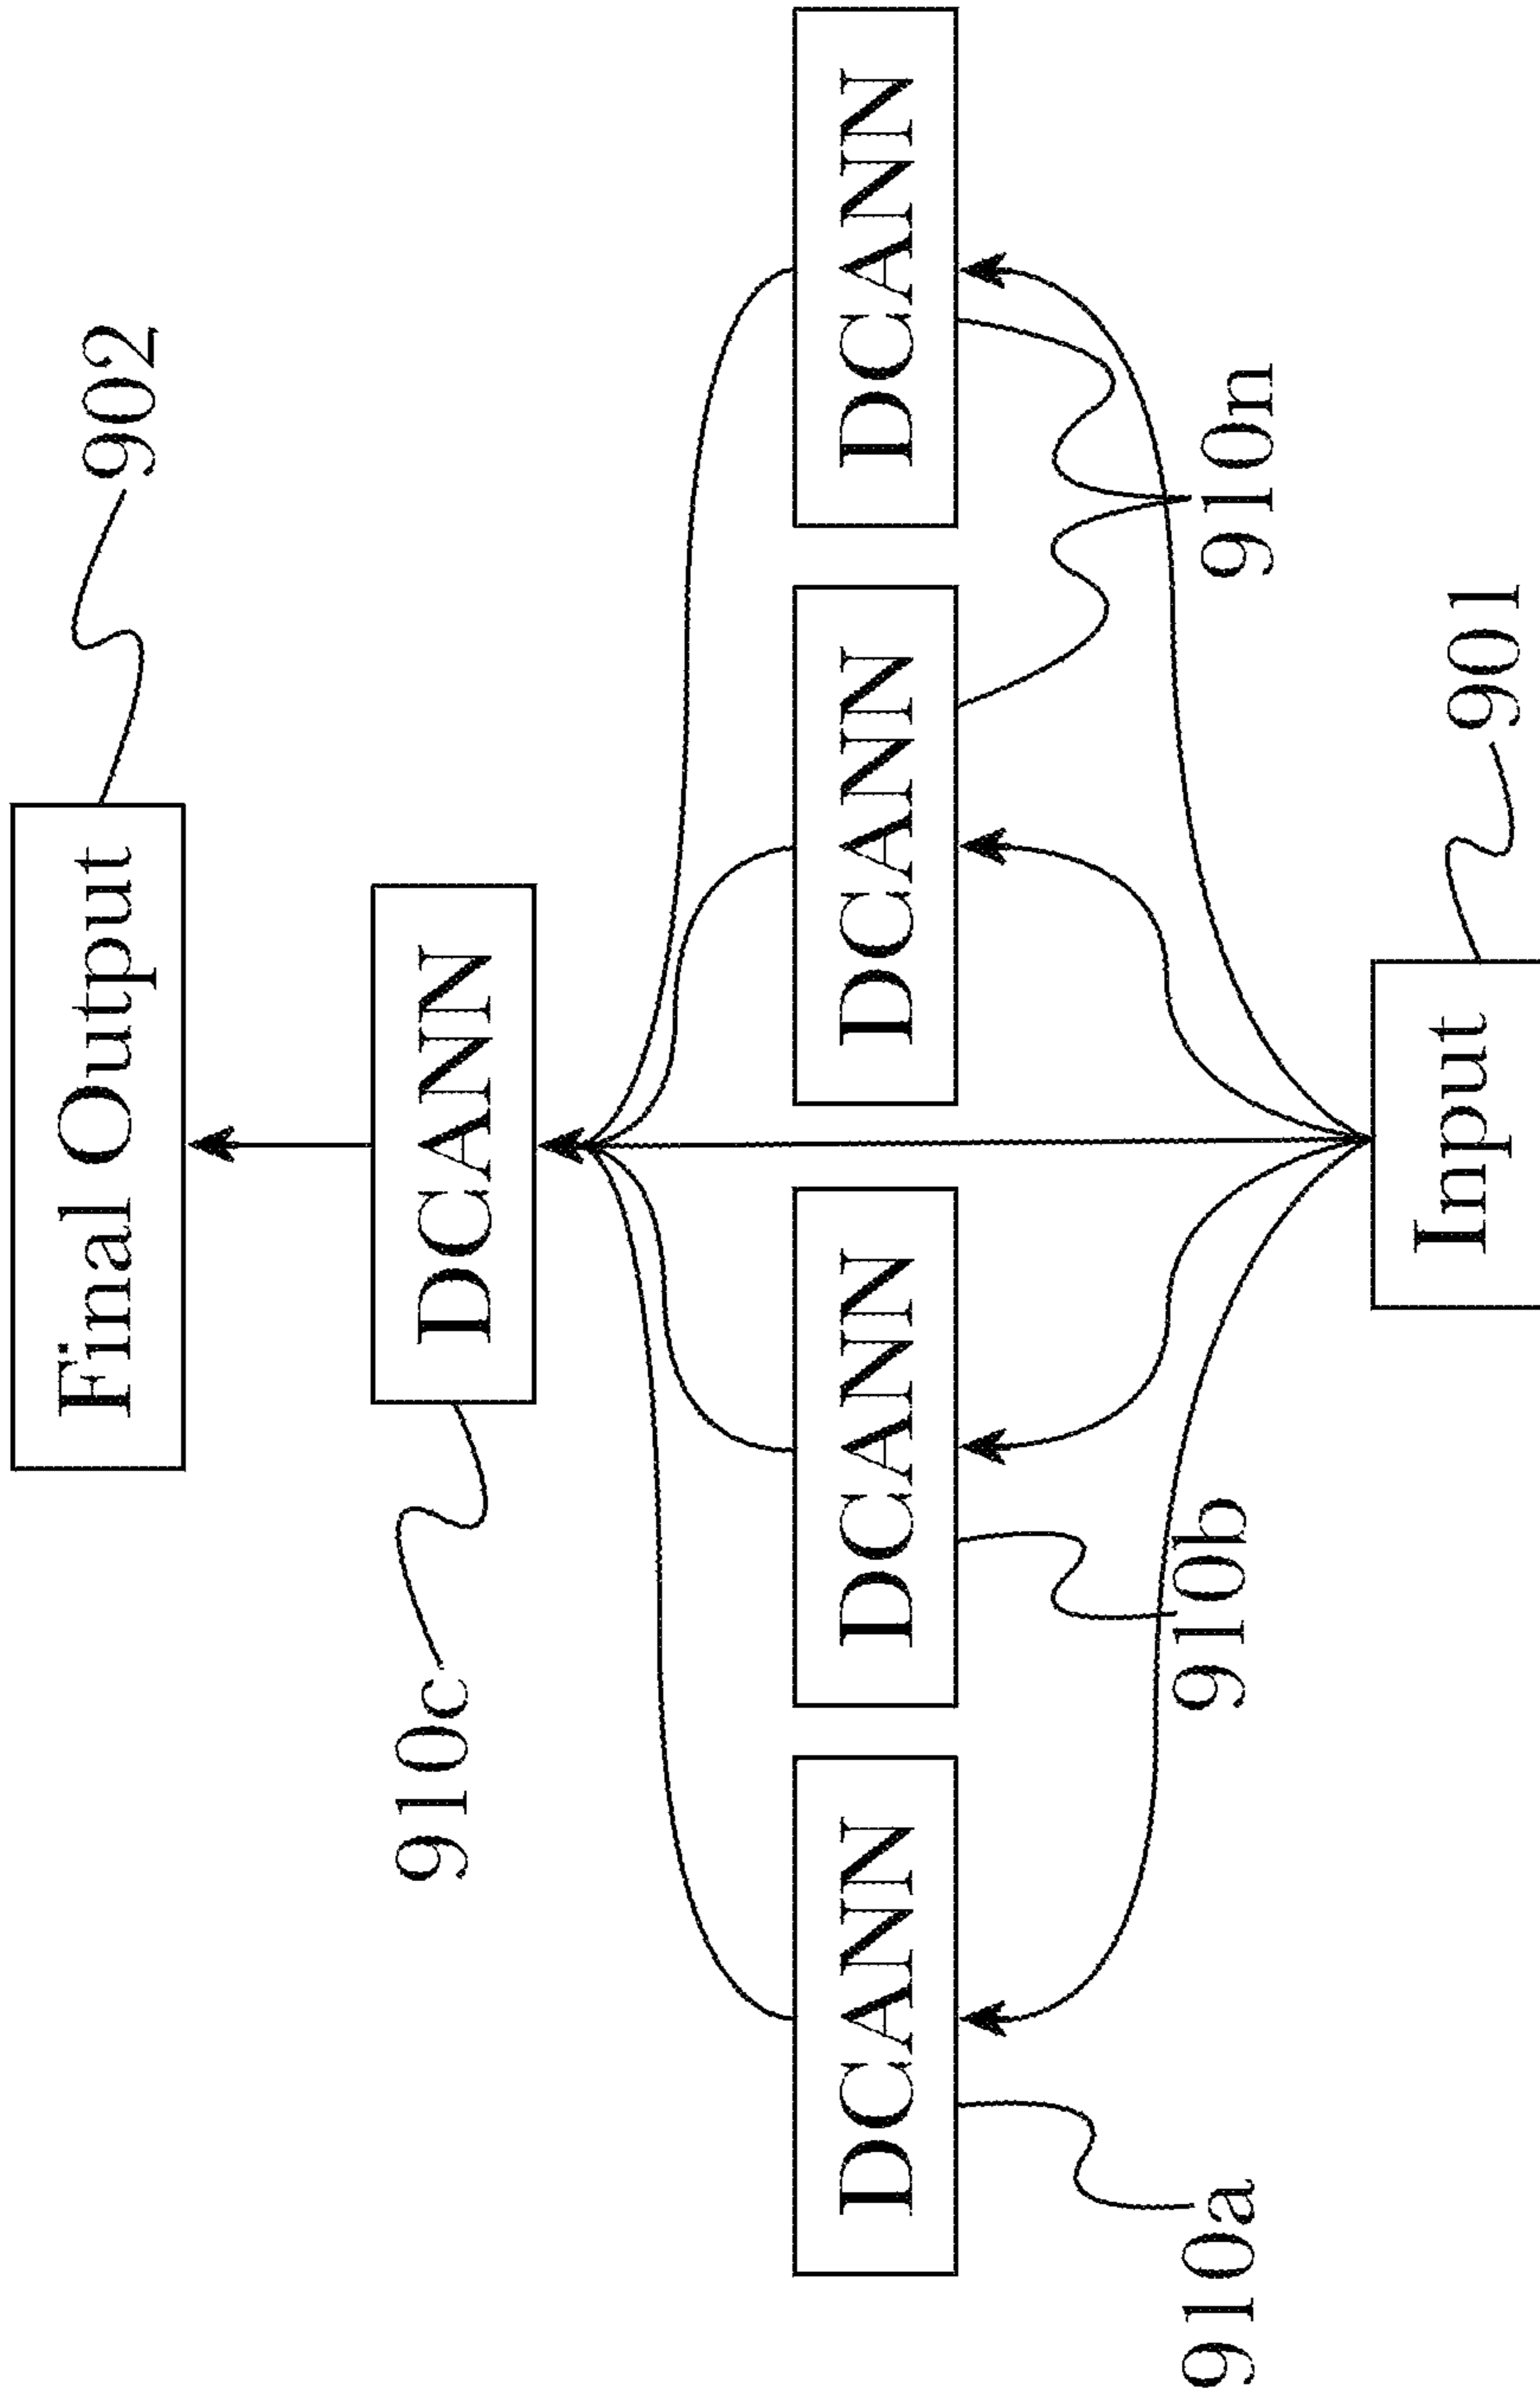 Final Output
902
DCANN
910c
DCANN
DCANN
DCANN
DCANN
910a
910b
910n
Input
901